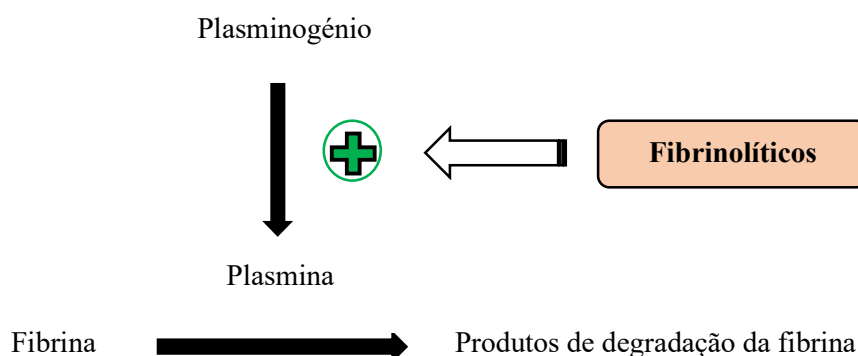 Plasminogénio
Fibrinolíticos
Plasmina
Fibrina
Produtos de degradação da fibrina